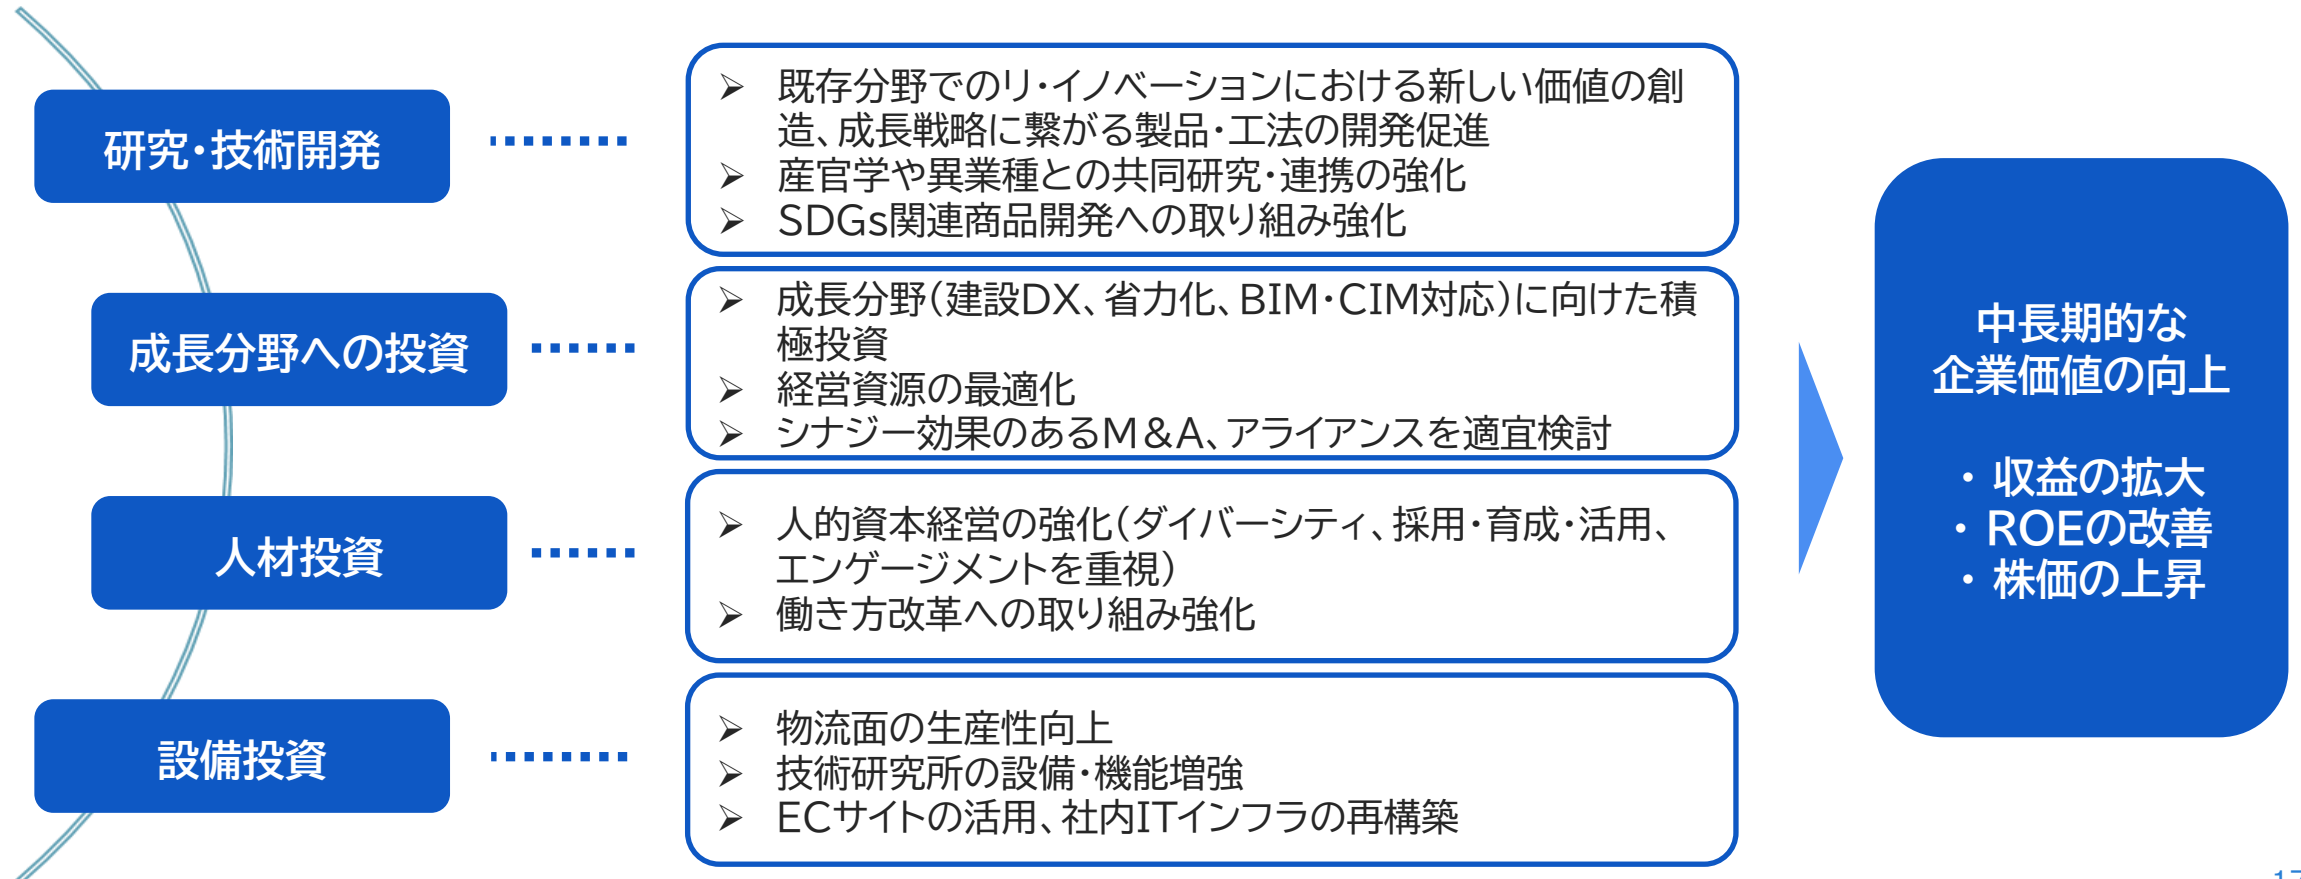 研究・技術開発
➢ 既存分野でのリ・イノベーションにおける新しい価値の創
造、成長戦略に繋がる製品・工法の開発促進
➢ 産官学や異業種との共同研究・連携の強化
➢ SDGs関連商品開発への取り組み強化
成長分野への投資
➢ 成長分野(建設DX、省力化、BIM・CIM対応)に向けた積
極投資
➢ 経営資源の最適化
➢ シナジー効果のあるM&A、アライアンスを適宜検討
人材投資
➢ 人的資本経営の強化(ダイバーシティ、採用・育成・活用、
エンゲージメントを重視)
➢ 働き方改革への取り組み強化
設備投資
➢ 物流面の生産性向上
➢ 技術研究所の設備・機能増強
➢ ECサイトの活用、社内ITインフラの再構築
中長期的な
企業価値の向上
・収益の拡大
・ROEの改善
・株価の上昇